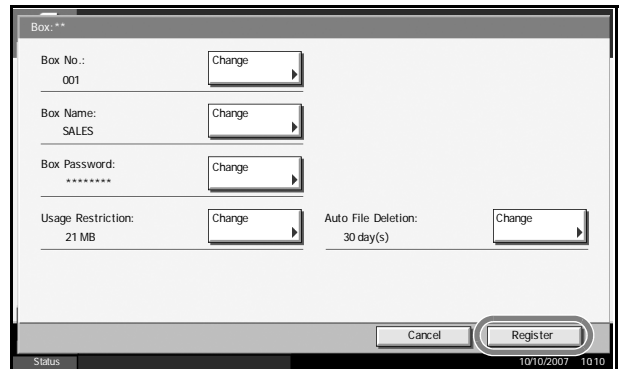 Box:**
Box No.:
Change
001
Box Name:
Change
SALES
Box Password:
Change
********
Usage Restriction:
Change
Auto File Deletion:
Change
21 MB
30 day(s)
Cancel
Register
Status
10/10/2007 10:10